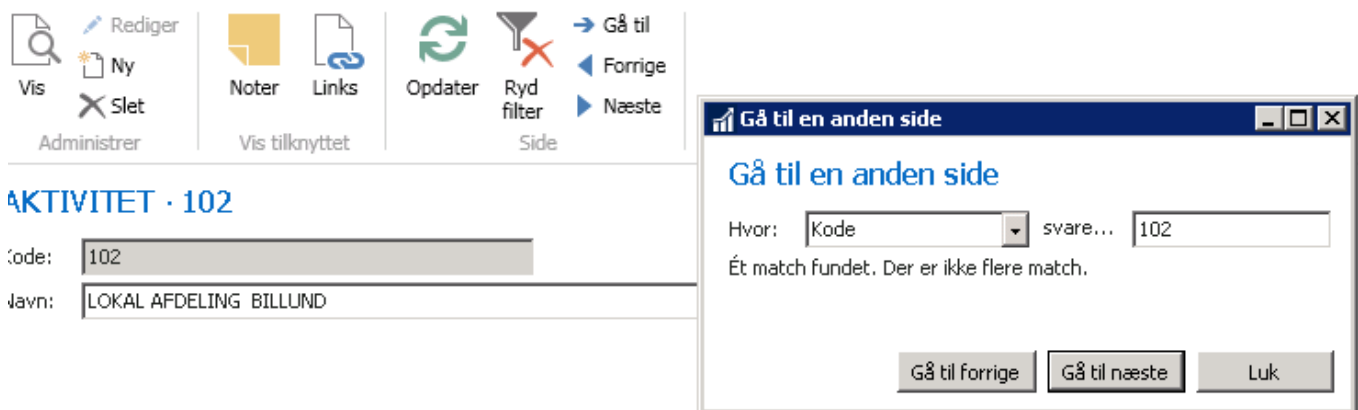 Vis
Rediger
Ny
Slet
Administrer
Noter
Links
Vis tilknyttet
Opdater
Ryd
filter
Gå til
Forrige
Næste
Side
AKTIVITET · 102
Kode: 102
Navn: LOKAL AFDELING BILLUND
Gå til en anden side
Gå til en anden side
Hvor: Kode svare... 102
Ét match fundet. Der er ikke flere match.
Gå til forrige Gå til næste Luk